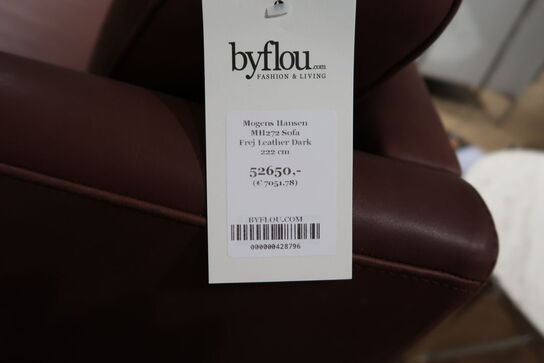 byflou.com
FASHION & LIVING
Mogens Hansen
MH272 Sofa
Frej Leather Dark
222 cm
52650,-
(€ 7051,78)
BYFLOU.COM
000000428796